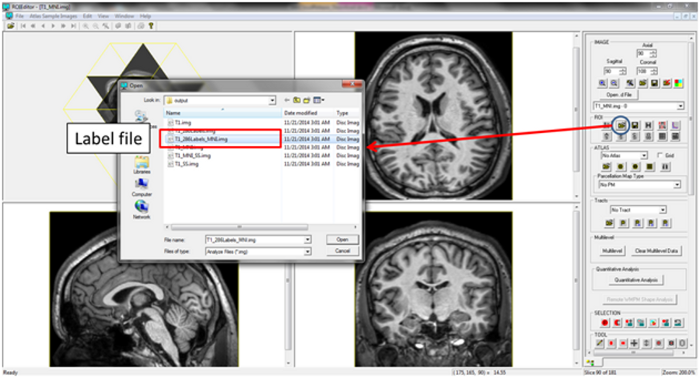 ROIEditor - [T1_MNI.img]
File Atlas Sample Images Edit View Window Help
Open
Look in: output
Name Date modified Type
T1.img 11/21/2014 3:01 AM Disc Imag
11/21/2014 3:01 AM Disc Imag
T1_286Labels_MNI.img 11/21/2014 3:01 AM Disc Imag
11/21/2014 3:01 AM Disc Imag
T1_MNI_SS.img 11/21/2014 3:01 AM Disc Imag
T1_SS.img 11/21/2014 3:01 AM Disc Imag
Label file
Libraries
Computer
Network
File name: T1_286Labels_MNI.img Open
Files of type: Analyze Files (*.img) Cancel
IMAGE
Axial
90
Sagittal Coronal
90 108
Open .d File
T1_MNI.img - 0
ROI
ATLAS
No Atlas Grid
Parcellation Map Type
No PM
Tracts
No Tract
Multilevel
Multilevel Clear Multilevel Data
Quantitative Analysis
Quantitative Analysis
SELECTION
TOOL
Ready (175, 165, 90) = 14.55 Slice 90 of 181 Zoom: 200.0%